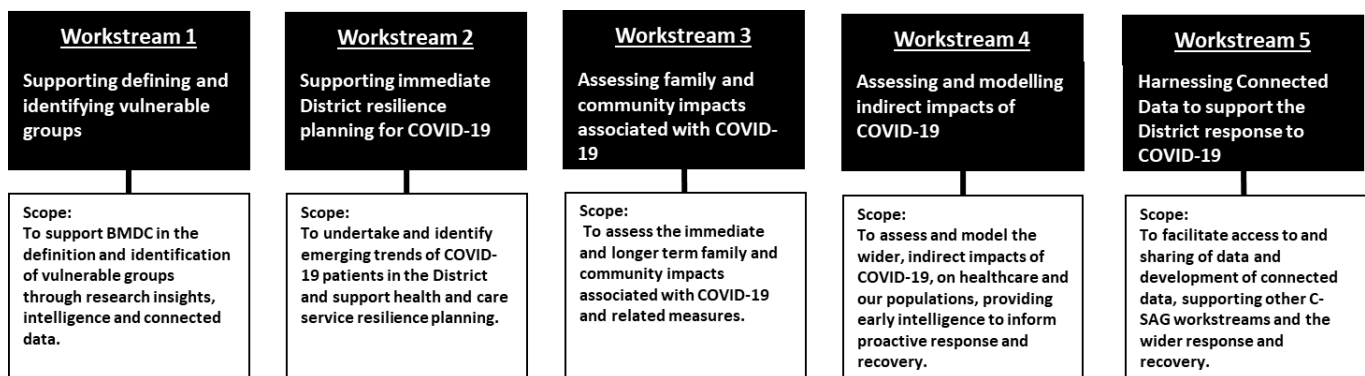 Workstream 1
Supporting defining and
identifying vulnerable
groups
Scope:
To support BMDC in the
definition and identification
of vulnerable groups
through research insights,
intelligence and connected
data.
Workstream 2
Supporting immediate
District resilience
planning for COVID-19
Scope:
To undertake and identify
emerging trends of COVID-
19 patients in the District
and support health and care
service resilience planning.
Workstream 3
Assessing family and
community impacts
associated with COVID-
19
Scope:
To assess the immediate
and longer term family and
community impacts
associated with COVID-19
and related measures.
Workstream 4
Assessing and modelling
indirect impacts of
COVID-19
Scope:
To assess and model the
wider, indirect impacts of
COVID-19, on healthcare and
our populations, providing
early intelligence to inform
proactive response and
recovery.
Workstream 5
Harnessing Connected
Data to support the
District response to
COVID-19
Scope:
To facilitate access to and
sharing of data and
development of connected
data, supporting other C-
SAG workstreams and the
wider response and
recovery.